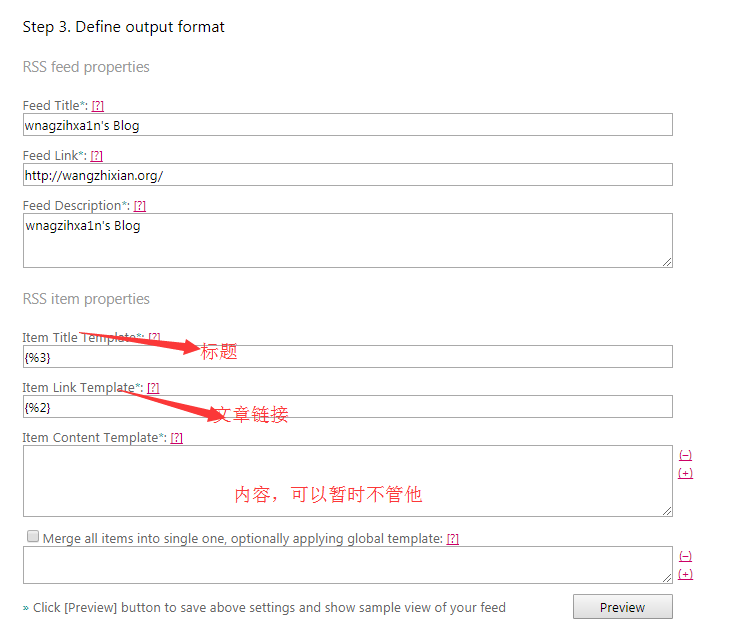 Step 3. Define output format
RSS feed properties
Feed Title*: [?]
wnagzihxa1n's Blog
Feed Link*: [?]
http://wangzhixian.org/
Feed Description*: [?]
wnagzihxa1n's Blog
RSS item properties
Item Title Template*: [?]
标题
{%3}
Item Link Template*: [?]
{%2}
文章链接
Item Content Template*: [?]
(−)
(+)
内容，可以暂时不管他
Merge all items into single one, optionally applying global template: [?]
(−)
(+)
» Click [Preview] button to save above settings and show sample view of your feed
Preview